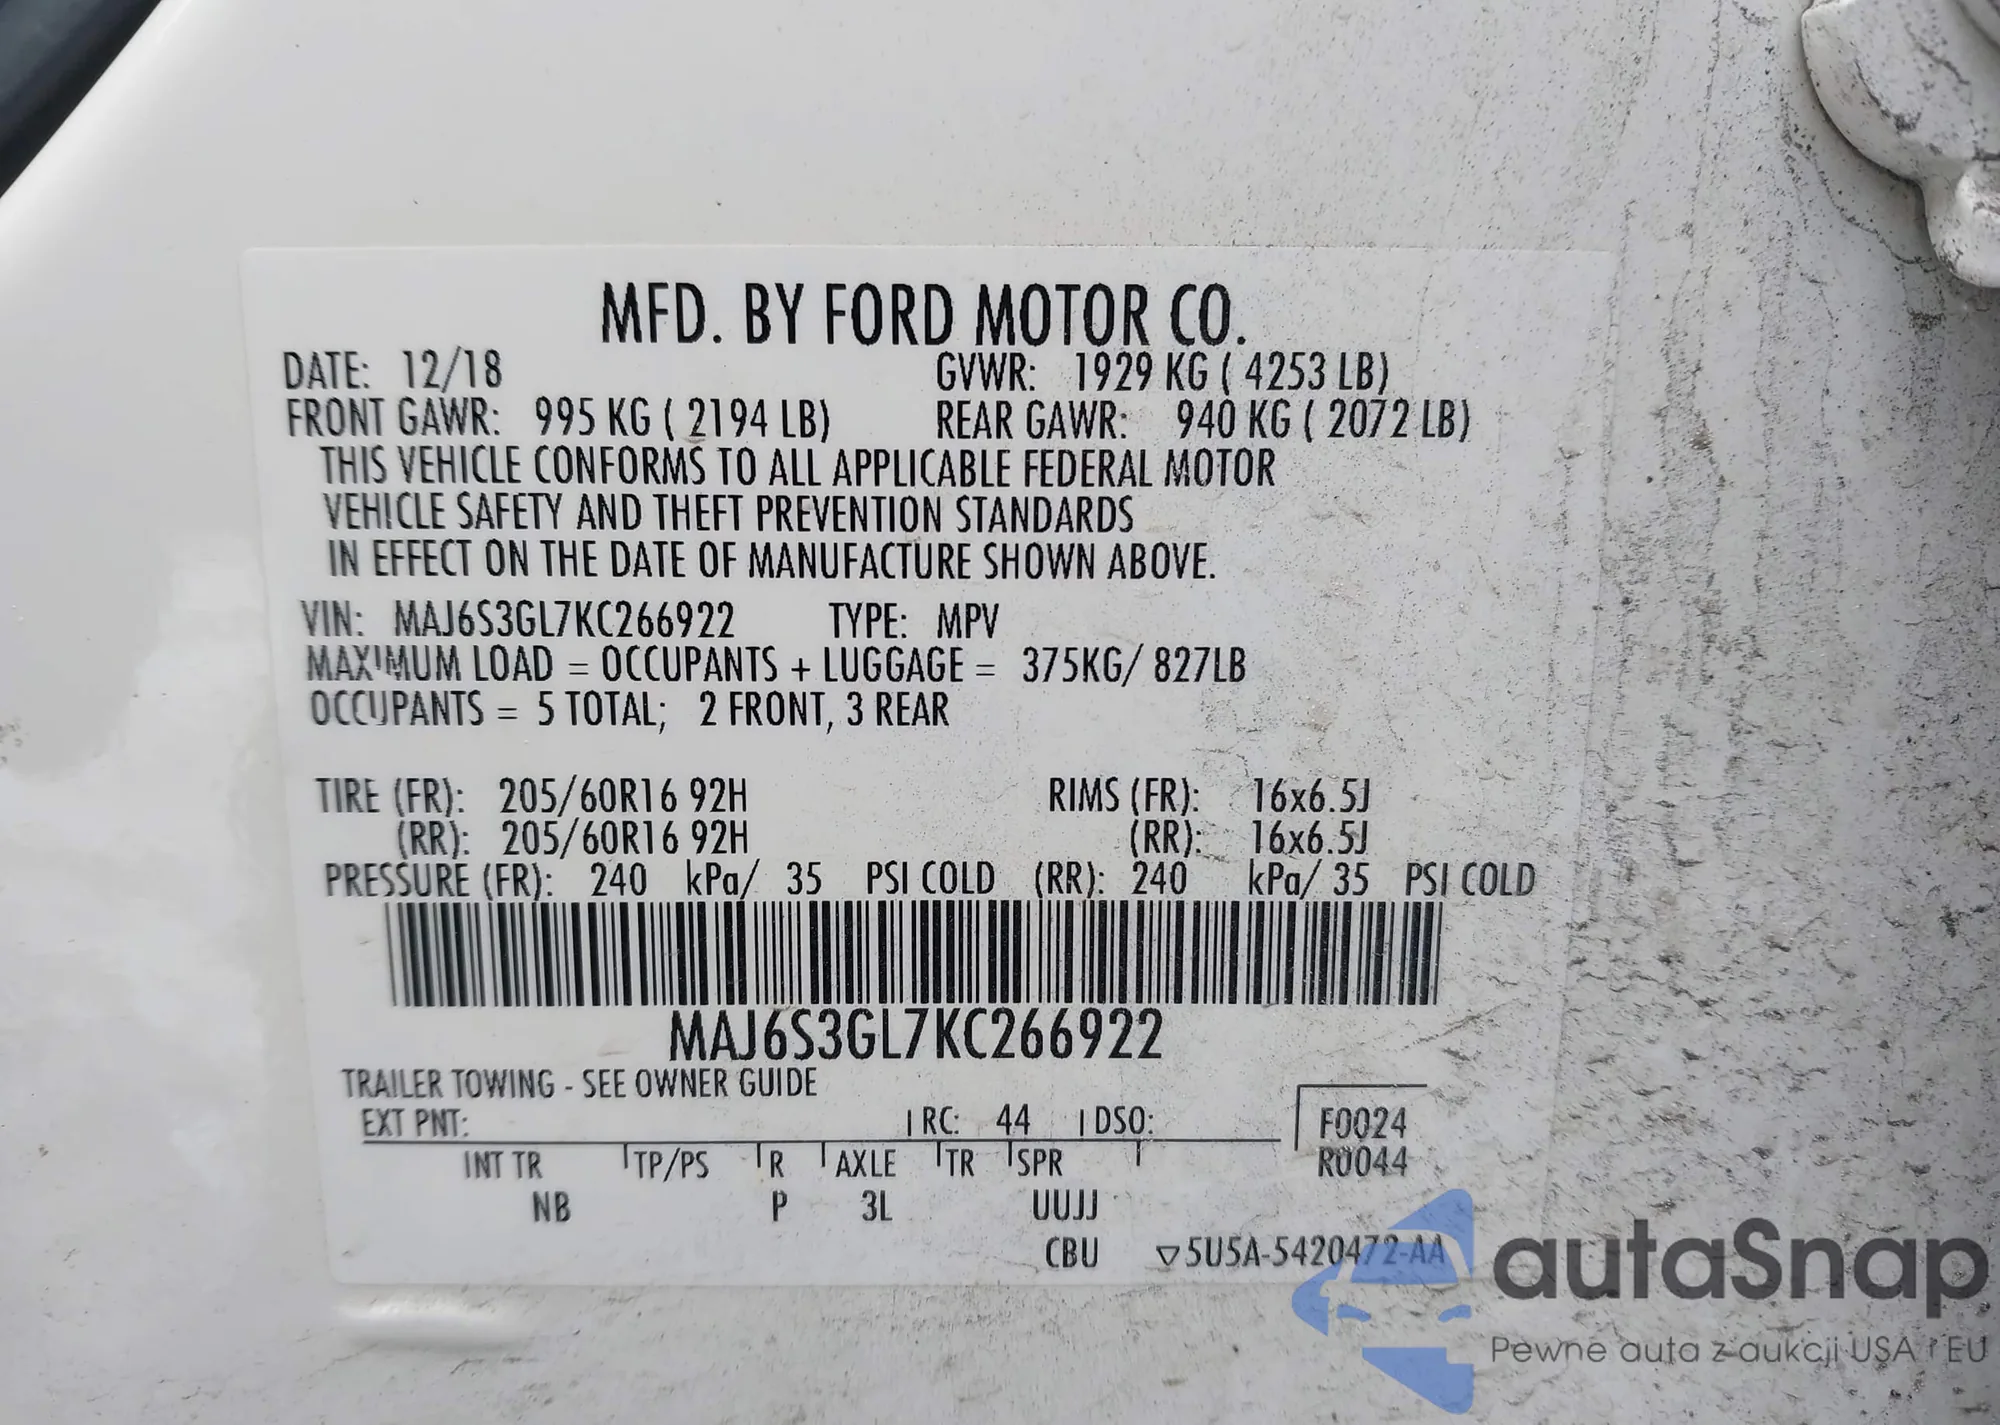 MFD. BY FORD MOTOR CO.
DATE: 12/18 GVWR: 1929 KG ( 4253 LB)
FRONT GAWR: 995 KG ( 2194 LB) REAR GAWR: 940 KG ( 2072 LB)
THIS VEHICLE CONFORMS TO ALL APPLICABLE FEDERAL MOTOR
VEHICLE SAFETY AND THEFT PREVENTION STANDARDS
IN EFFECT ON THE DATE OF MANUFACTURE SHOWN ABOVE.
VIN: MAJ6S3GL7KC266922 TYPE: MPV
MAXIMUM LOAD = OCCUPANTS + LUGGAGE = 375KG/ 827LB
OCCUPANTS = 5 TOTAL; 2 FRONT, 3 REAR
TIRE (FR): 205/60R16 92H RIMS (FR): 16x6.5J
(RR): 205/60R16 92H (RR): 16x6.5J
PRESSURE (FR): 240 kPa/ 35 PSI COLD (RR): 240 kPa/ 35 PSI COLD
MAJ6S3GL7KC266922
TRAILER TOWING - SEE OWNER GUIDE
EXT PNT: RC: 44 DSO: F0024
INT TR TP/PS R AXLE TR SPR R0044
NB P 3L UUJJ
CBU ▽5U5A-5420472-AA
autoSnap
Pewne auta z aukcji USA i EU